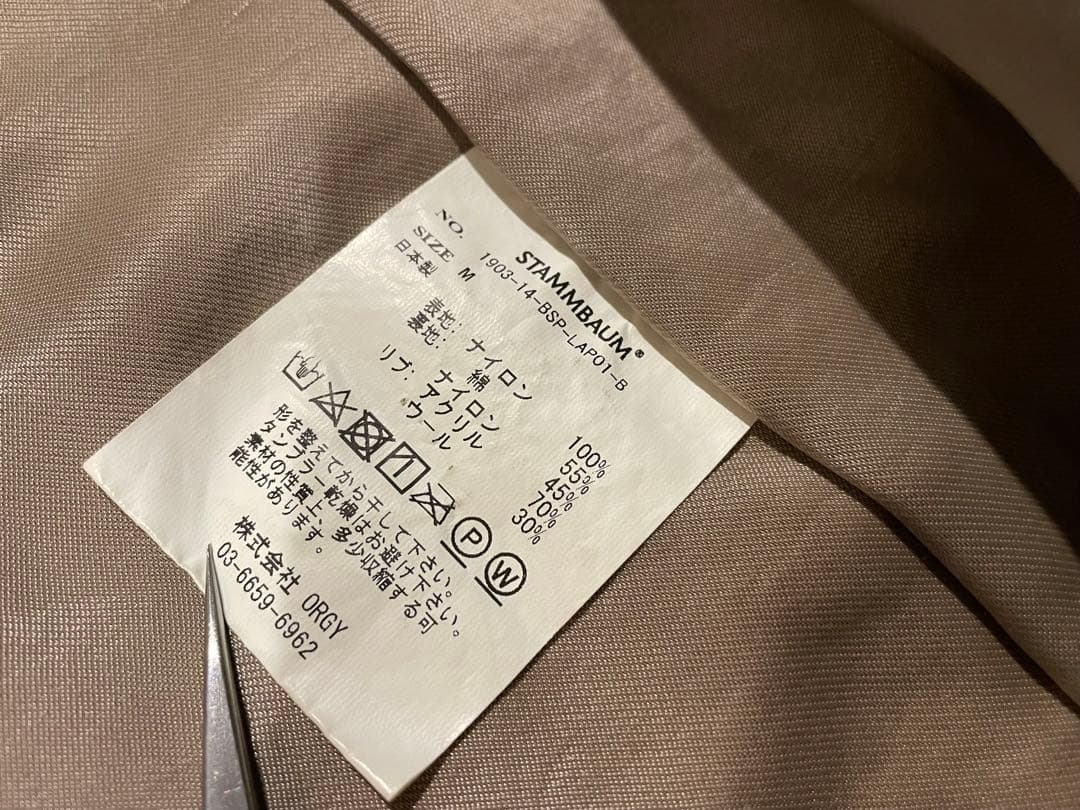 STAMMBAUM®
NO. 1903-14-BSP-LAP01-B
SIZE M
日本製
表地: ナイロン 100%
裏地: 綿 55%
ナイロン 45%
リブ: アクリル 70%
ウール 30%
P W
形を整えてから干して下さい。
タンブラー乾燥はお避け下さい。
素材の性質上、多少収縮する可
能性があります。
株式会社 ORGY
03-6659-6962